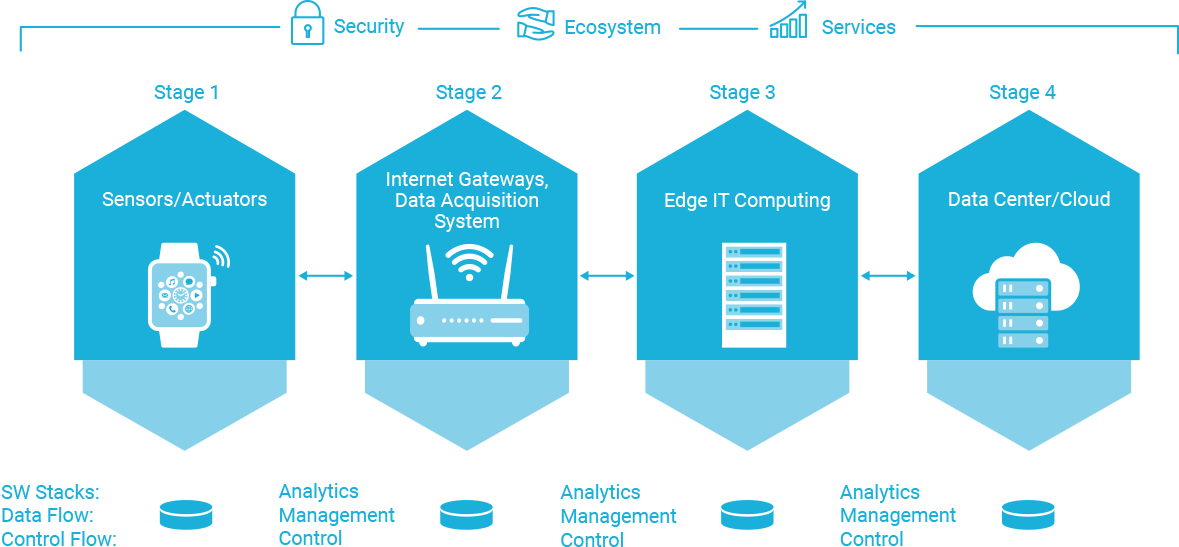 Security
Ecosystem
Services
Stage 1
Stage 2
Stage 3
Stage 4
Sensors/Actuators
Internet Gateways,
Data Acquisition
System
Edge IT Computing
Data Center/Cloud
SW Stacks:
Data Flow:
Control Flow:
Analytics
Management
Control
Analytics
Management
Control
Analytics
Management
Control